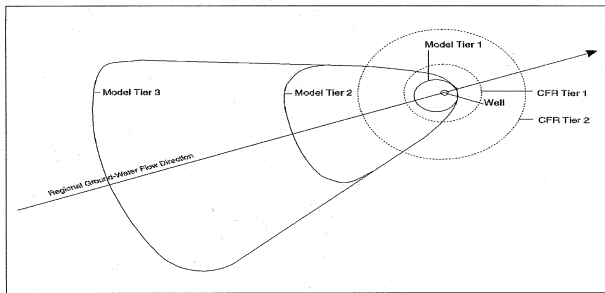 Model Tier 1
Model Tier 3
Model Tier 2
CFR Tier 1
Well
CFR Tier 2
Regional Ground-Water Flow Direction